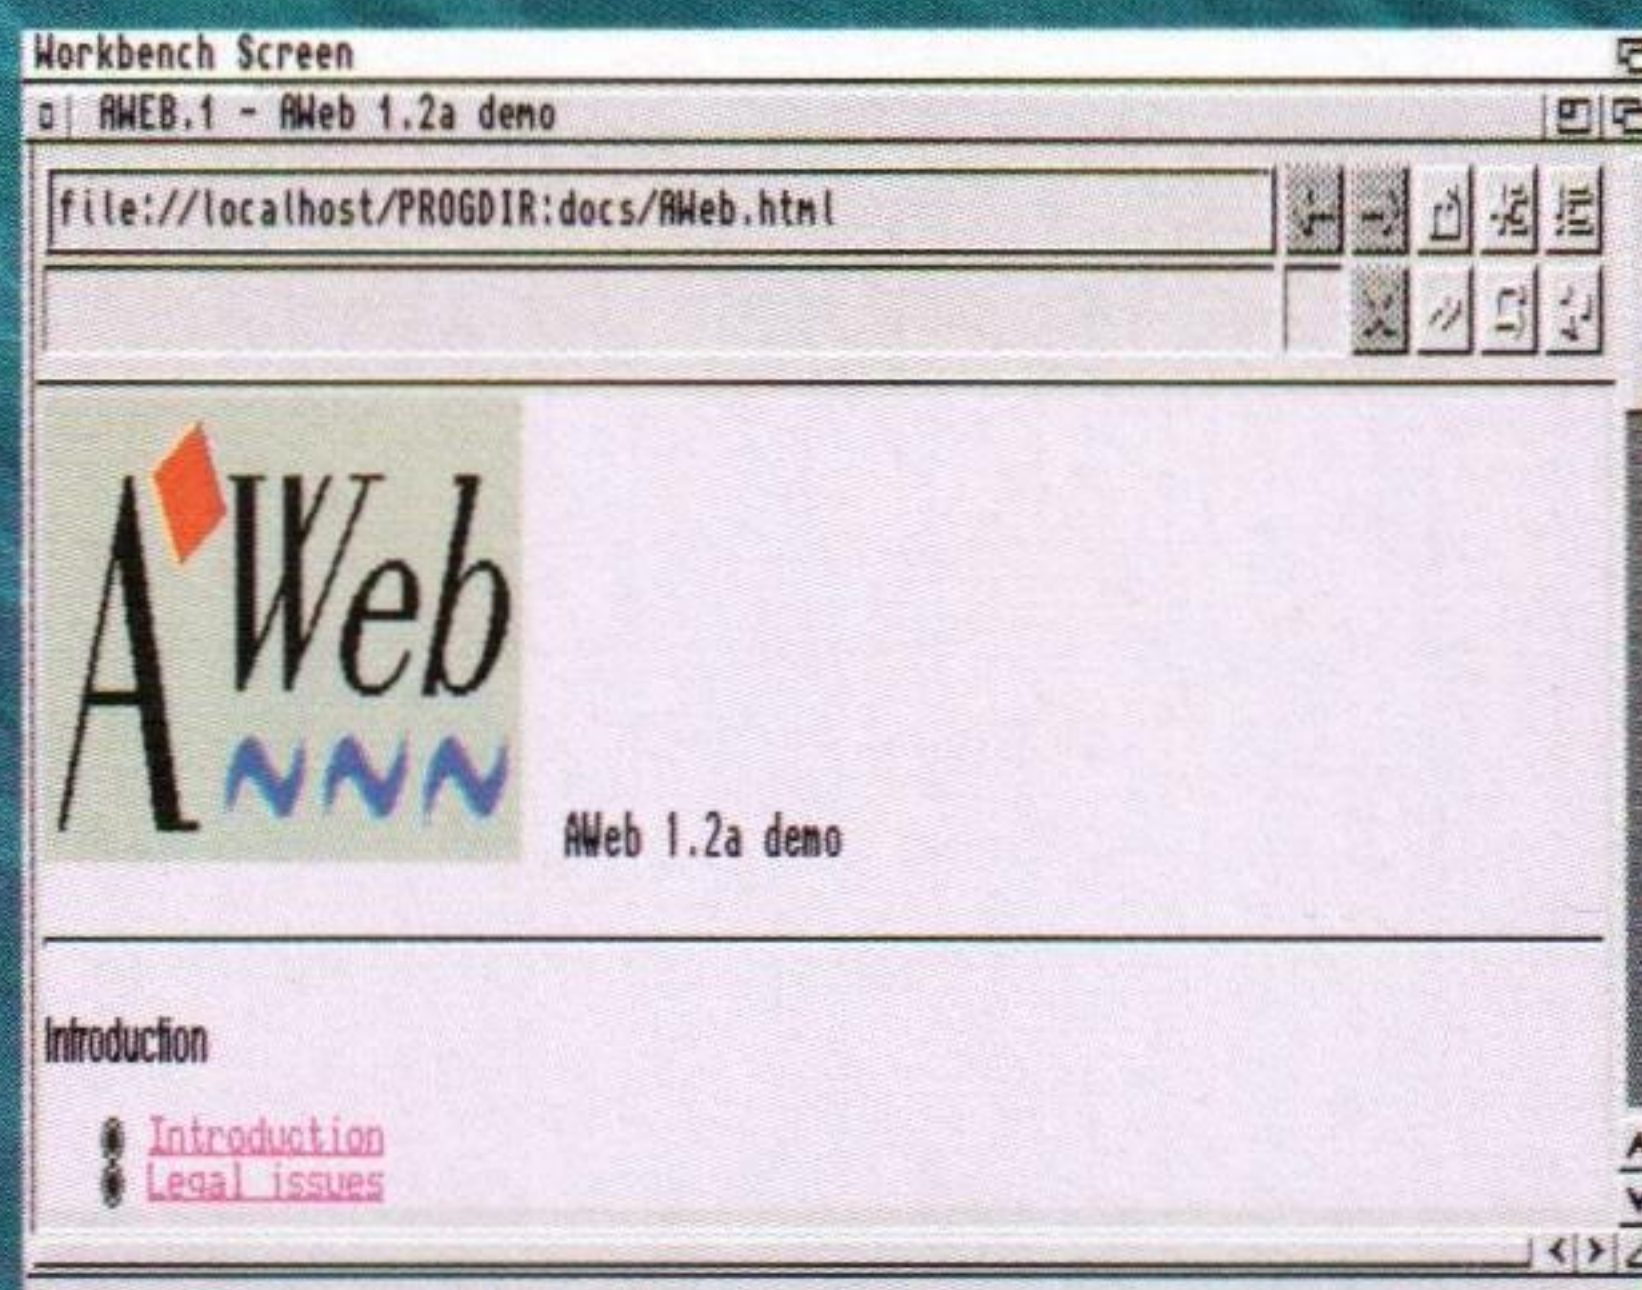 Workbench Screen
AWEB.1 - AWeb 1.2a demo
file://localhost/PROGDIR:docs/AWeb.html
AWeb
AWeb 1.2a demo
Introduction
Introduction
Legal issues